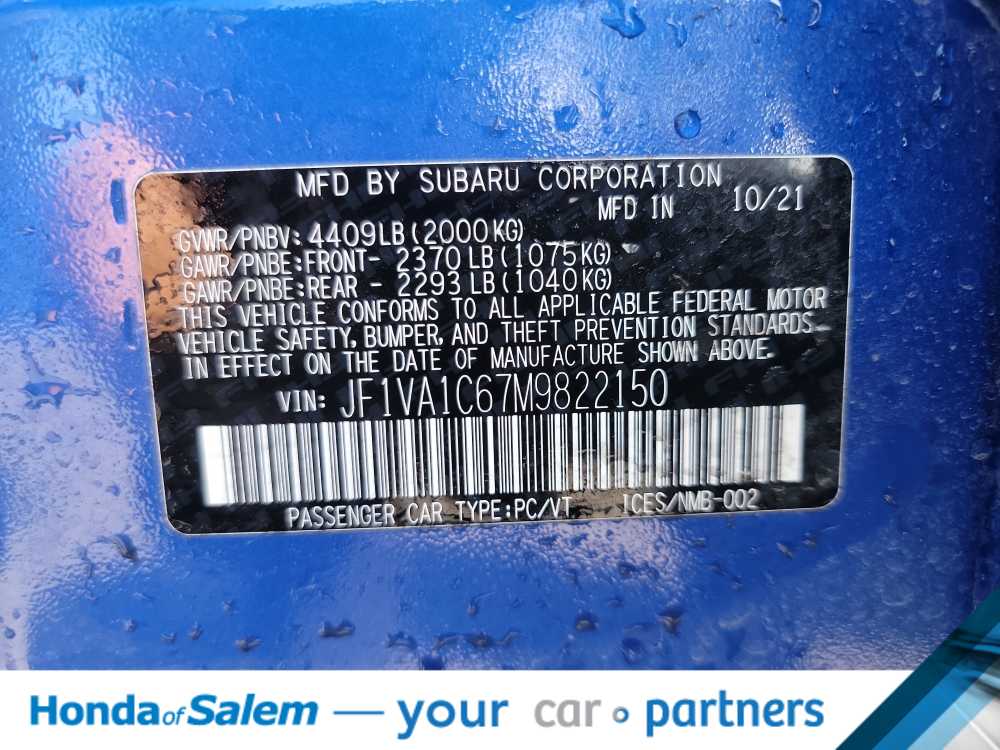 MFD BY SUBARU CORPORATION
MFD IN 10/21
GVWR/PNBV: 4409LB(2000KG)
GAWR/PNBE:FRONT- 2370LB(1075KG)
GAWR/PNBE:REAR - 2293LB(1040KG)
THIS VEHICLE CONFORMS TO ALL APPLICABLE FEDERAL MOTOR
VEHICLE SAFETY, BUMPER, AND THEFT PREVENTION STANDARDS
IN EFFECT ON THE DATE OF MANUFACTURE SHOWN ABOVE.
VIN: JF1VA1C67M9822150
PASSENGER CAR TYPE:PC/VT ICES/NMB-002
Honda of Salem — your car partners